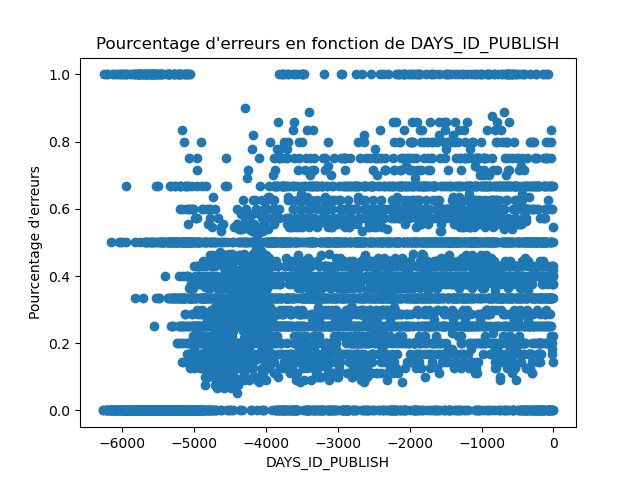 Pourcentage d'erreurs en fonction de DAYS_ID_PUBLISH
1.0
0.8
0.6
0.4
0.2
0.0
Pourcentage d'erreurs
−6000 −5000 −4000 −3000 −2000 −1000 0
DAYS_ID_PUBLISH